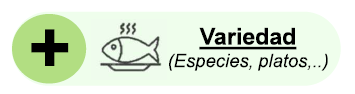 + Variedad
(Especies, platos,..)